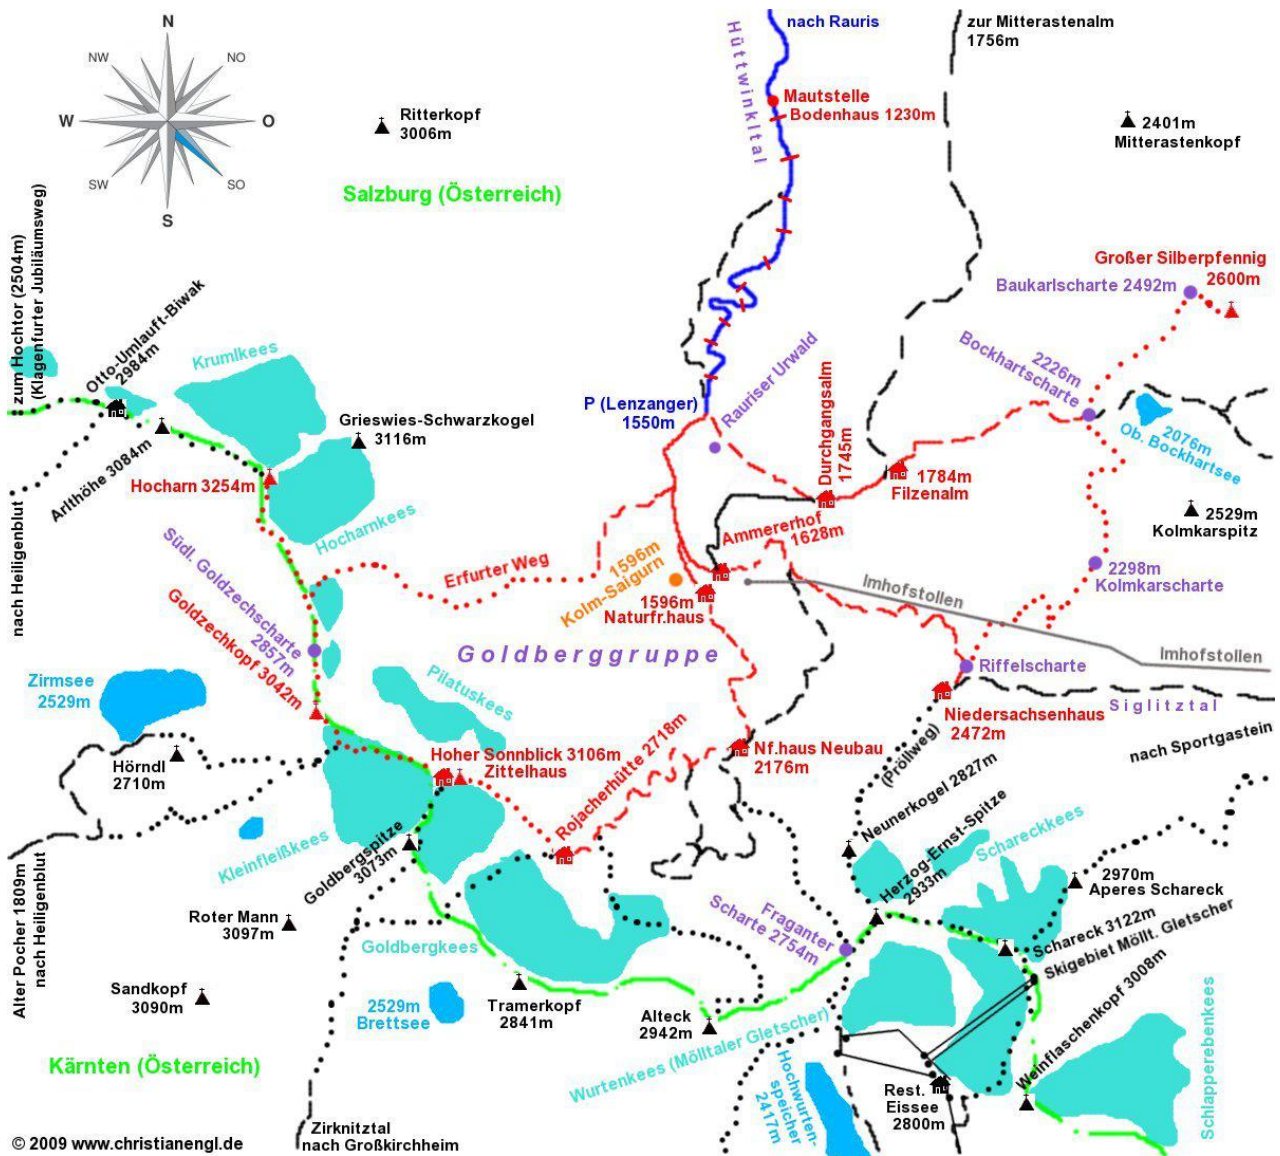 N
NW
NO
W
O
SW
SO
S
nach Rauris
zur Mitterastenalm
1756m
Hüttwinkltal
Mautstelle
Bodenhaus 1230m
Ritterkopf
3006m
2401m
Mitterastenkopf
Salzburg (Österreich)
zum Hochtor (2504m)
(Klagenfurter Jubiläumsweg)
Großer Silberpfennig
2600m
Baukarlscharte 2492m
Otto-Umlauft-Biwak
2984m
Krumlkees
Grieswies-Schwarzkogel
3116m
P (Lenzanger)
1550m
Rauriser Urwald
2226m
Bockhartscharte
2076m
Ob. Bockhartsee
Arlthöhe 3084m
Hocharn 3254m
Hocharnkees
Durchgangsalm
1745m
1784m
Filzenalm
2529m
Kolmkarspitz
nach Heiligenblut
Südl. Goldzechscharte
2857m
Goldzechkopf 3042m
Erfurter Weg
1596m
Kolm-Saigurn
Ammererhof
1628m
1596m
Naturfr.haus
Imhofstollen
2298m
Kolmkarscharte
Imhofstollen
Goldberggruppe
Riffelscharte
Zirmsee
2529m
Pilatuskees
Niedersachsenhaus
2472m
Siglitztal
nach Sportgastein
Hörndl
2710m
Hoher Sonnblick 3106m
Zittelhaus
Rojacherhütte 2718m
Nf.haus Neubau
2176m
(Pröllweg)
Neunerkogel 2827m
Herzog-Ernst-Spitze
2933m
Schareckkees
Kleinfleißkees
Goldbergspitze
3073m
Alter Pocher 1809m
nach Heiligenblut
2970m
Aperes Schareck
Roter Mann
3097m
Goldbergkees
Fraganter
Scharte 2754m
Schareck 3122m
Skigebiet Möllt. Gletscher
Sandkopf
3090m
2529m
Brettsee
Tramerkopf
2841m
Alteck
2942m
Wurtenkees (Mölltaler Gletscher)
Weinflaschenkopf 3008m
Schlapperebenkees
Kärnten (Österreich)
Hochwurten-
speicher
2417m
Rest.
Eissee
2800m
Zirknitztal
nach Großkirchheim
© 2009 www.christianengl.de